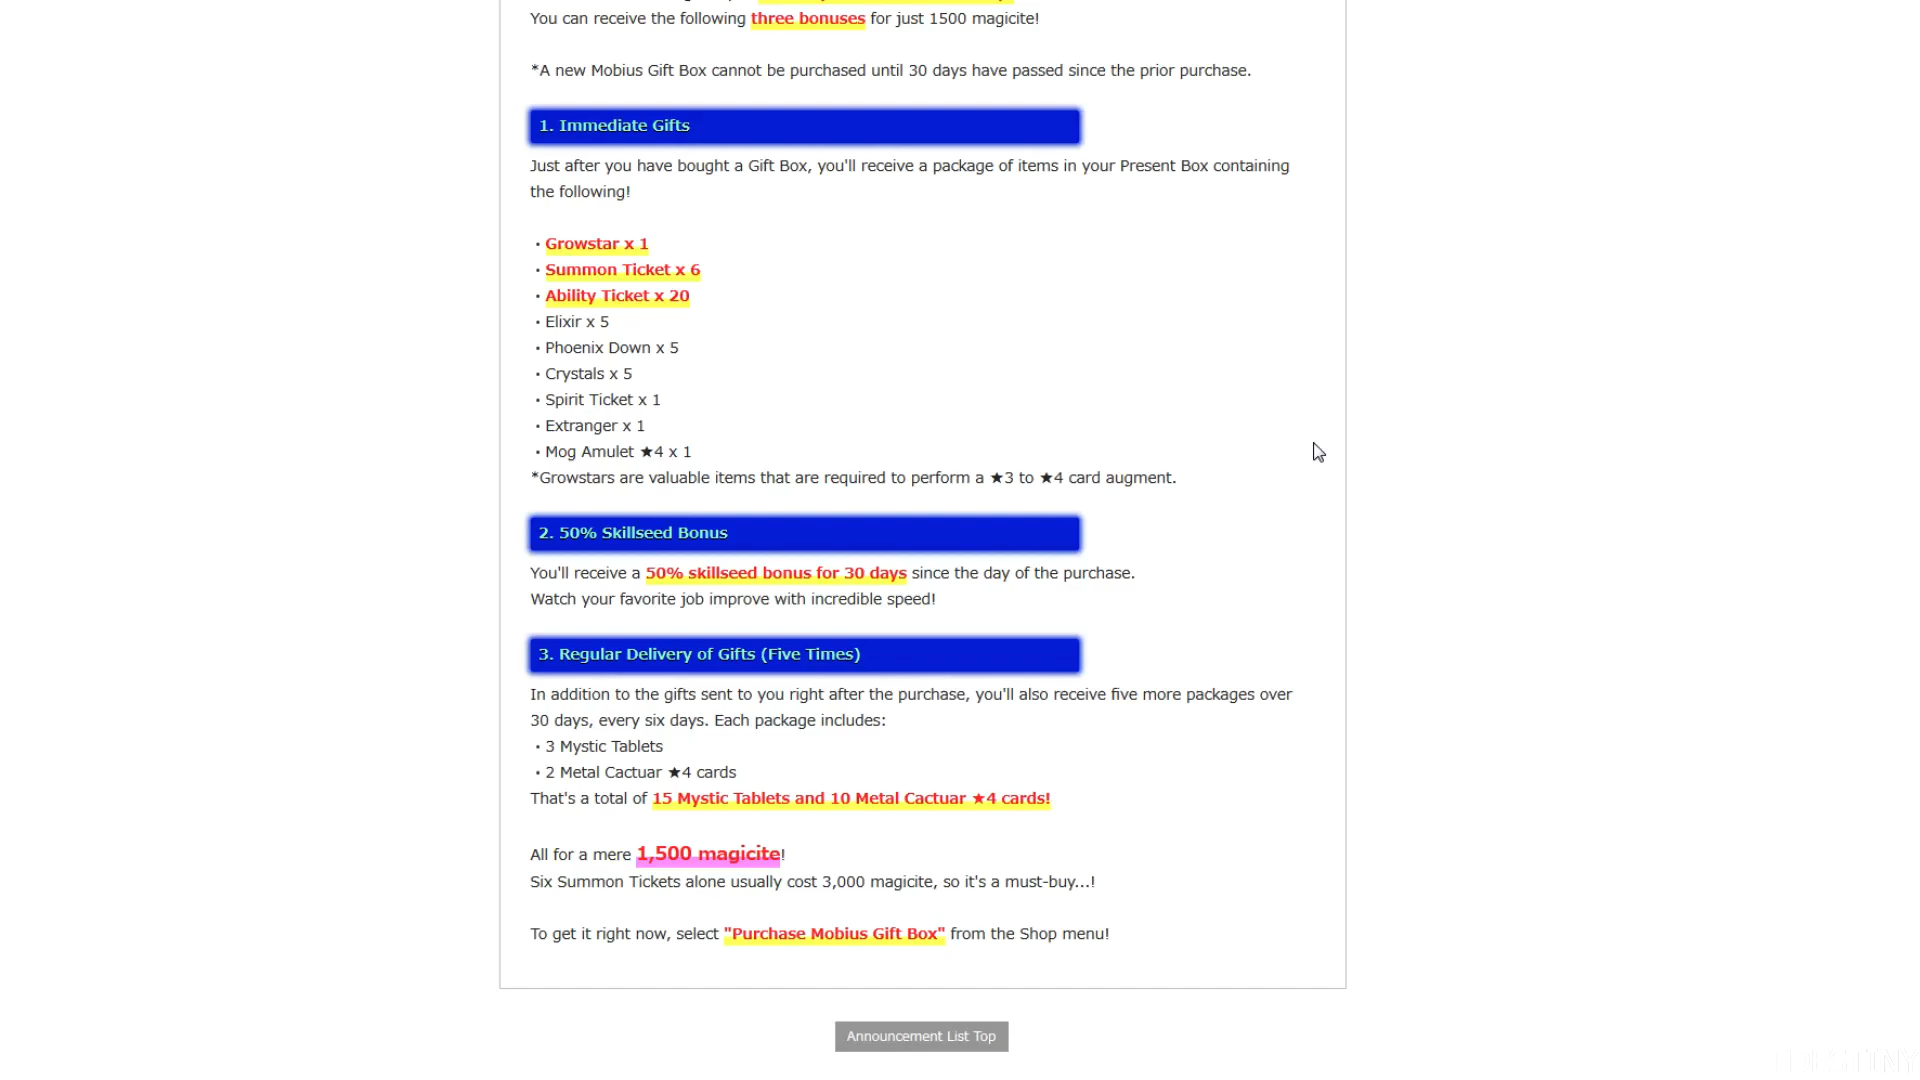 You can receive the following three bonuses for just 1500 magicite!
*A new Mobius Gift Box cannot be purchased until 30 days have passed since the prior purchase.
1. Immediate Gifts
Just after you have bought a Gift Box, you'll receive a package of items in your Present Box containing
the following!
・Growstar x 1
・Summon Ticket x 6
・Ability Ticket x 20
・Elixir x 5
・Phoenix Down x 5
・Crystals x 5
・Spirit Ticket x 1
・Extranger x 1
・Mog Amulet ★4 x 1
*Growstars are valuable items that are required to perform a ★3 to ★4 card augment.
2. 50% Skillseed Bonus
You'll receive a 50% skillseed bonus for 30 days since the day of the purchase.
Watch your favorite job improve with incredible speed!
3. Regular Delivery of Gifts (Five Times)
In addition to the gifts sent to you right after the purchase, you'll also receive five more packages over
30 days, every six days. Each package includes:
・3 Mystic Tablets
・2 Metal Cactuar ★4 cards
That's a total of 15 Mystic Tablets and 10 Metal Cactuar ★4 cards!
All for a mere 1,500 magicite!
Six Summon Tickets alone usually cost 3,000 magicite, so it's a must-buy...!
To get it right now, select "Purchase Mobius Gift Box" from the Shop menu!
Announcement List Top